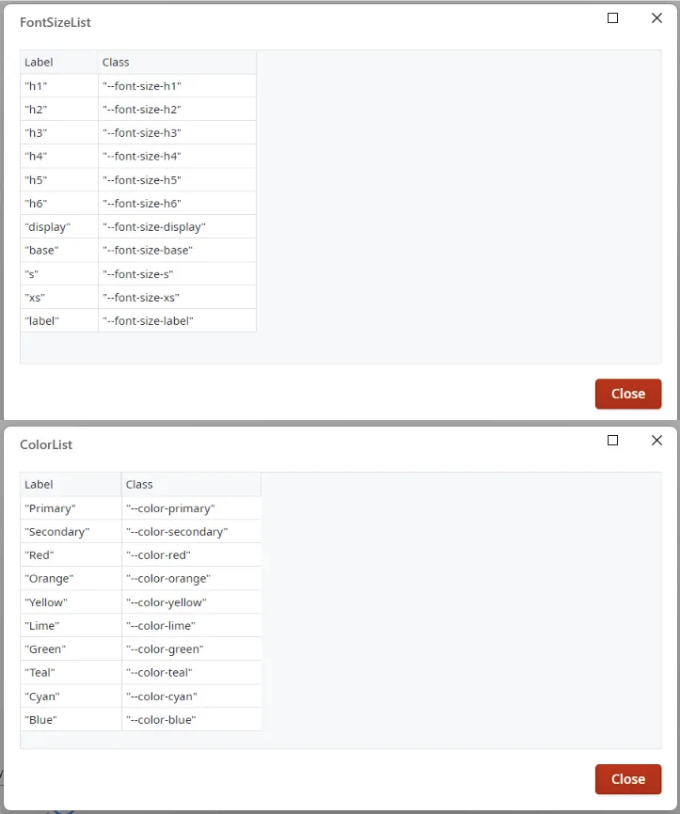 FontSizeList
Label Class
"h1" "--font-size-h1"
"h2" "--font-size-h2"
"h3" "--font-size-h3"
"h4" "--font-size-h4"
"h5" "--font-size-h5"
"h6" "--font-size-h6"
"display" "--font-size-display"
"base" "--font-size-base"
"s" "--font-size-s"
"xs" "--font-size-xs"
"label" "--font-size-label"
Close
ColorList
Label Class
"Primary" "--color-primary"
"Secondary" "--color-secondary"
"Red" "--color-red"
"Orange" "--color-orange"
"Yellow" "--color-yellow"
"Lime" "--color-lime"
"Green" "--color-green"
"Teal" "--color-teal"
"Cyan" "--color-cyan"
"Blue" "--color-blue"
Close